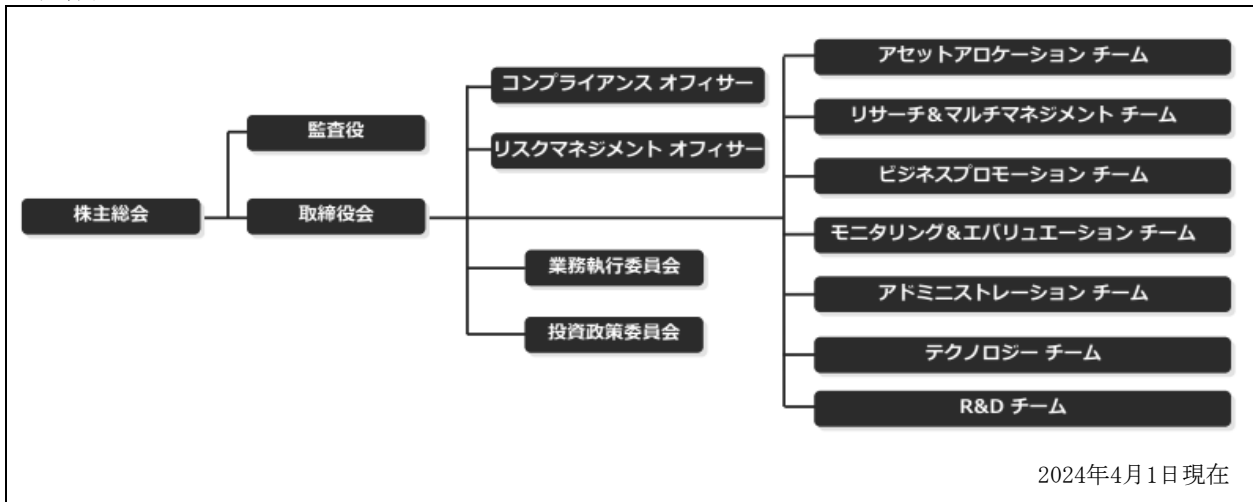 株主総会
監査役
取締役会
コンプライアンス オフィサー
リスクマネジメント オフィサー
業務執行委員会
投資政策委員会
アセットアロケーション チーム
リサーチ&マルチマネジメント チーム
ビジネスプロモーション チーム
モニタリング&エバリュエーション チーム
アドミニストレーション チーム
テクノロジー チーム
R&D チーム
2024年4月1日現在